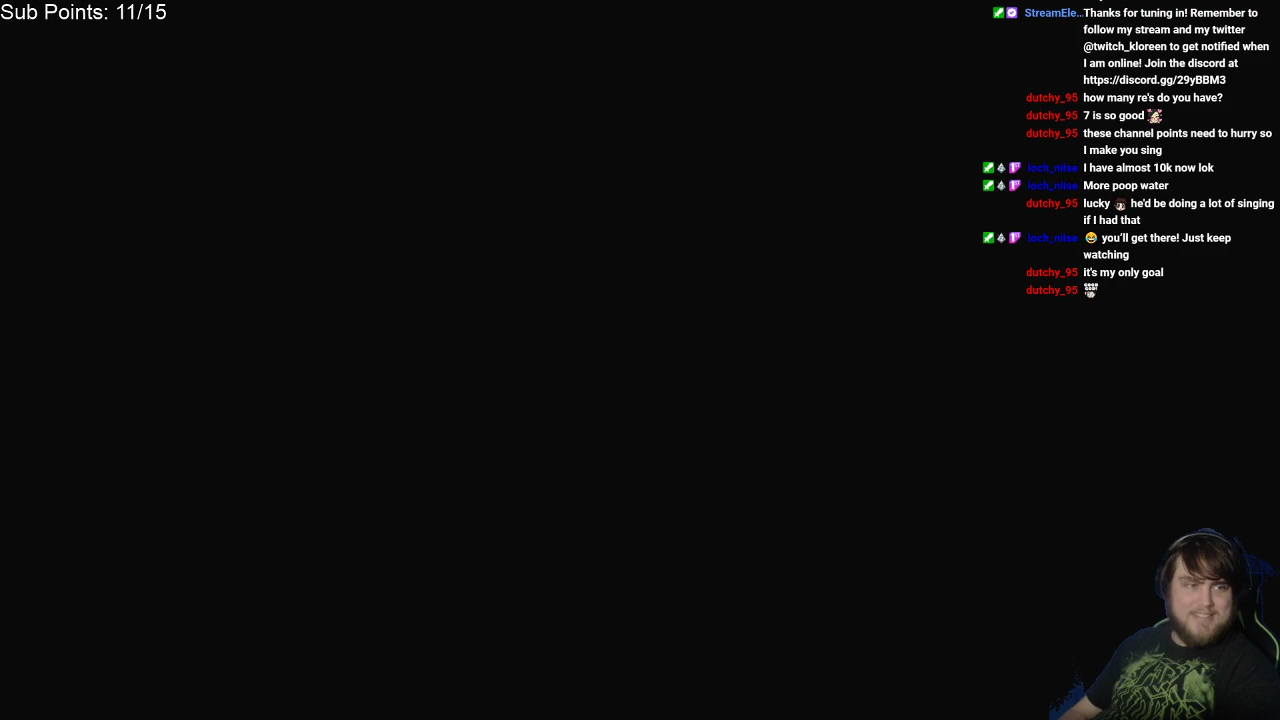 Sub Points: 11/15
StreamEle... Thanks for tuning in! Remember to
follow my stream and my twitter
@twitch_kloreen to get notified when
I am online! Join the discord at
https://discord.gg/29yBBM3
dutchy_95 how many re's do you have?
dutchy_95 7 is so good
dutchy_95 these channel points need to hurry so
I make you sing
loch_niise I have almost 10k now lok
loch_niise More poop water
dutchy_95 lucky he'd be doing a lot of singing
if I had that
loch_niise 😂 you'll get there! Just keep
watching
dutchy_95 it's my only goal
dutchy_95